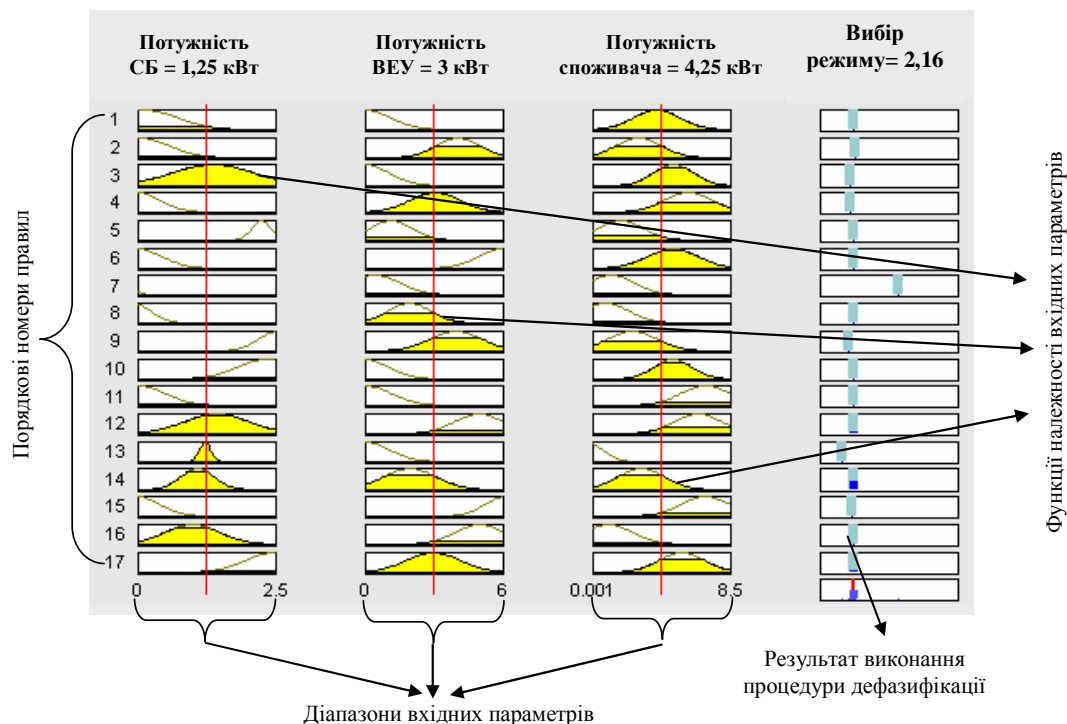 Потужність
СБ = 1,25 кВт
Потужність
ВЕУ = 3 кВт
Потужність
споживача = 4,25 кВт
Вибір
режиму= 2,16
Порядкові номери правил
1
2
3
4
5
6
7
8
9
10
11
12
13
14
15
16
17
0
2.5
0
6
0.001
8.5
Функції належності вхідних параметрів
Результат виконання
процедури дефазифікації
Діапазони вхідних параметрів